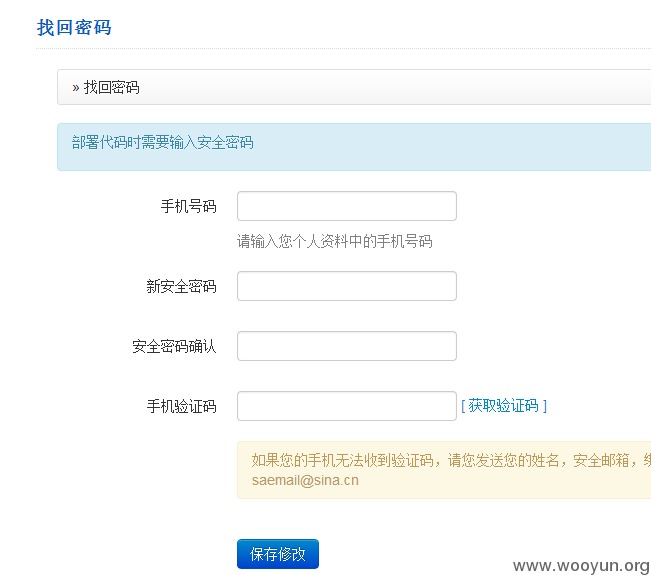 找回密码
» 找回密码
部署代码时需要输入安全密码
手机号码
请输入您个人资料中的手机号码
新安全密码
安全密码确认
手机验证码 [ 获取验证码 ]
如果您的手机无法收到验证码，请您发送您的姓名，安全邮箱，
saemail@sina.cn
保存修改
www.wooyun.org